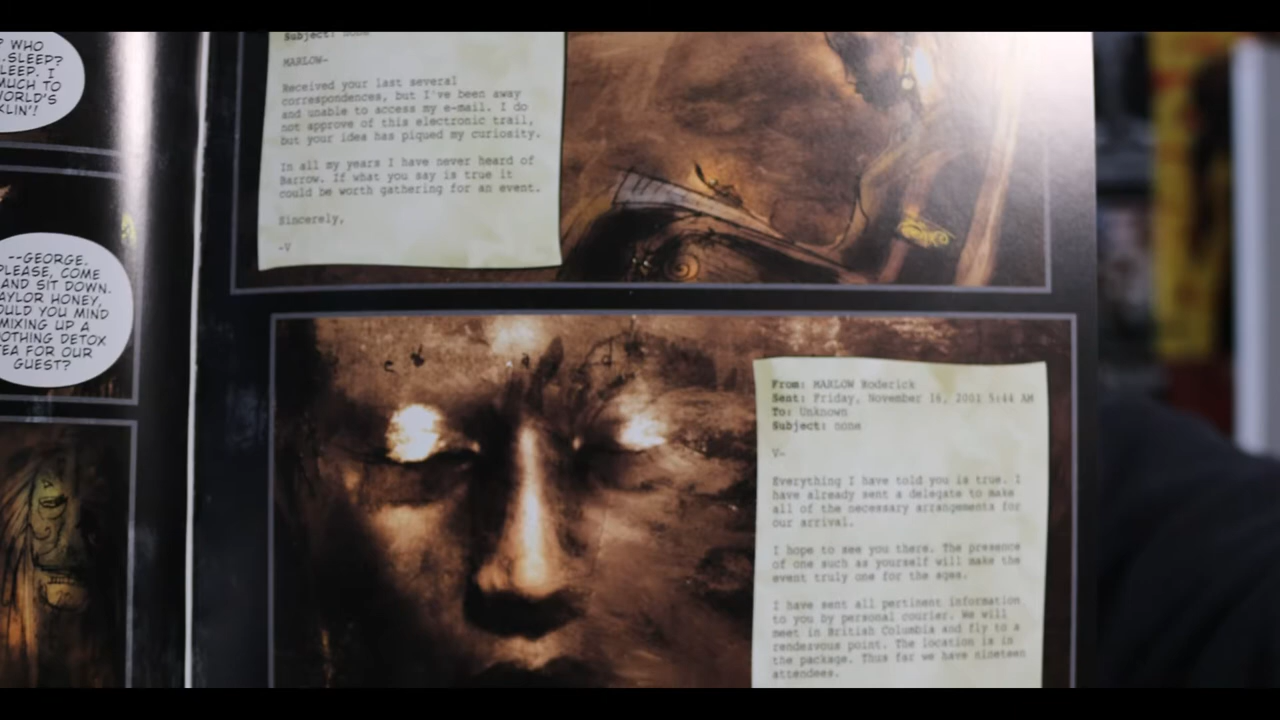 ? WHO
..SLEEP?
LEEP. I
MUCH TO
WORLD'S
KLIN'!
--GEORGE.
PLEASE, COME
AND SIT DOWN.
AYLOR HONEY,
OULD YOU MIND
MIXING UP A
OTHING DETOX
TEA FOR OUR
GUEST?
Subject: none
MARLOW-
Received your last several
correspondences, but I've been away
and unable to access my e-mail. I do
not approve of this electronic trail,
but your idea has piqued my curiosity.
In all my years I have never heard of
Barrow. If what you say is true it
could be worth gathering for an event.
Sincerely,
-V
From: MARLOW Roderick
Sent: Friday, November 16, 2001 5:44 AM
To: Unknown
Subject: none
V-
Everything I have told you is true. I
have already sent a delegate to make
all of the necessary arrangements for
our arrival.
I hope to see you there. The presence
of one such as yourself will make the
event truly one for the ages.
I have sent all pertinent information
to you by personal courier. We will
meet in British Columbia and fly to a
rendezvous point. The location is in
the package. Thus far we have nineteen
attendees.